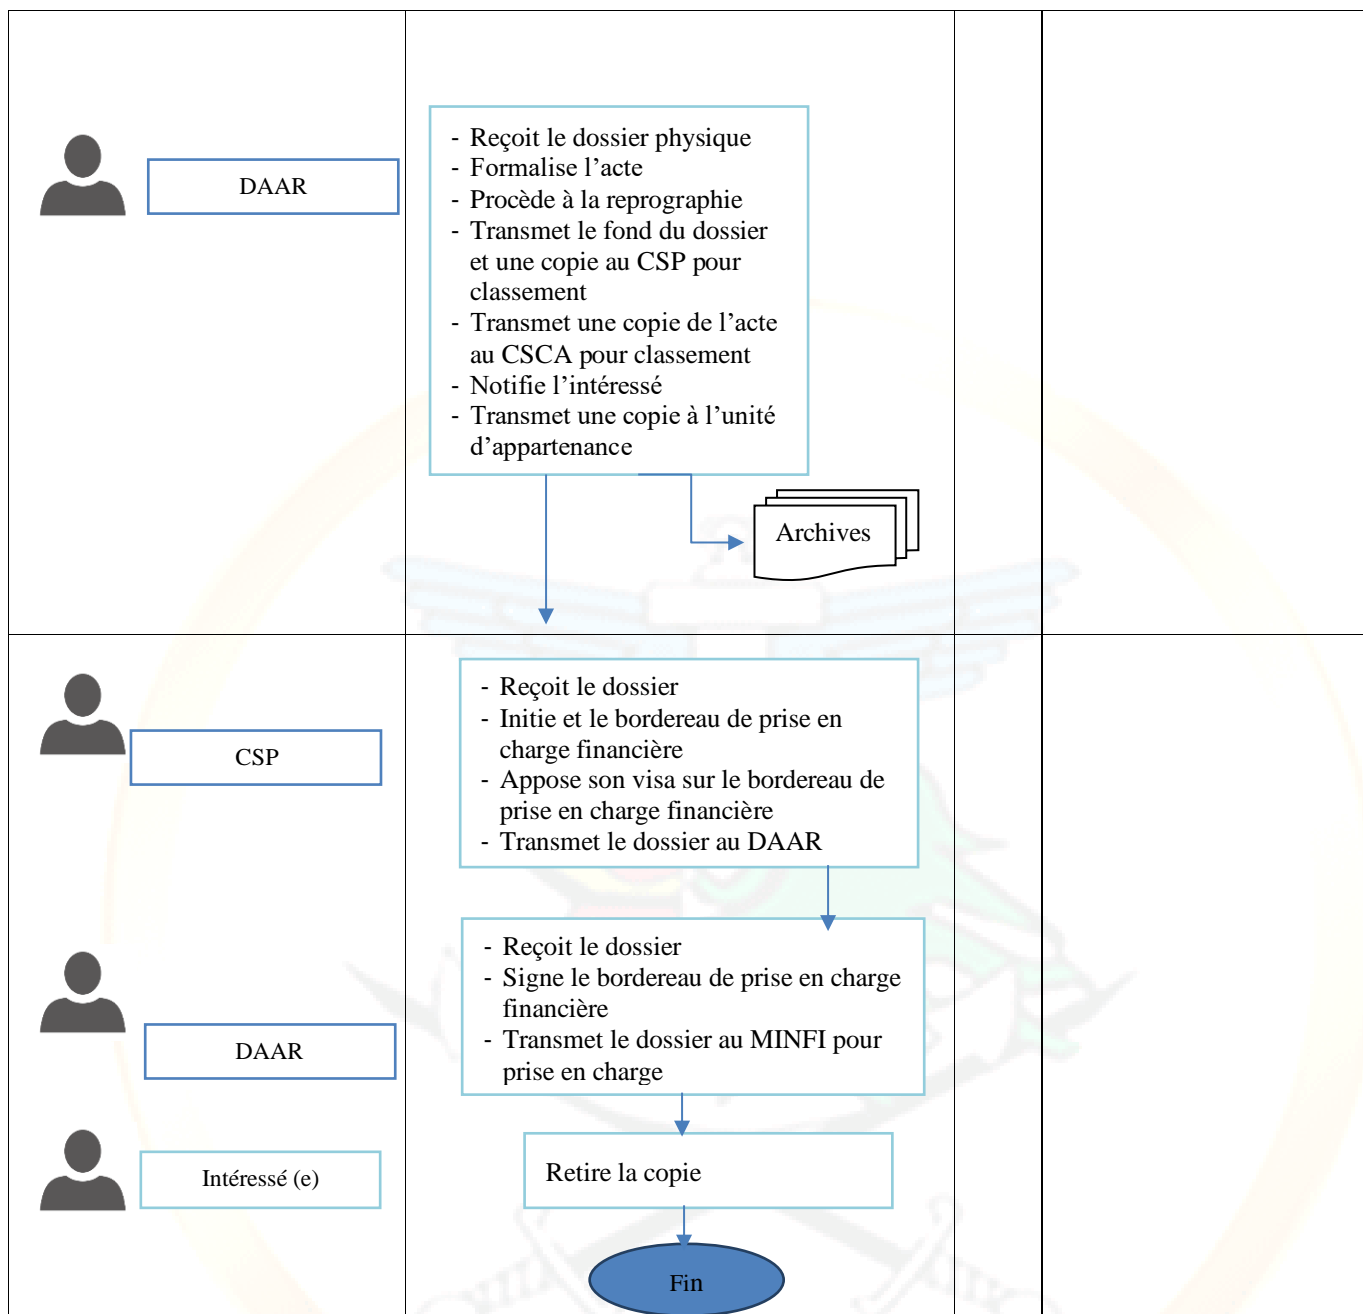 DAAR
- Reçoit le dossier physique
- Formalise l’acte
- Procède à la reprographie
- Transmet le fond du dossier
et une copie au CSP pour
classement
- Transmet une copie de l’acte
au CSCA pour classement
- Notifie l’intéressé
- Transmet une copie à l’unité
d’appartenance
Archives
CSP
- Reçoit le dossier
- Initie et le bordereau de prise en
charge financière
- Appose son visa sur le bordereau de
prise en charge financière
- Transmet le dossier au DAAR
DAAR
- Reçoit le dossier
- Signe le bordereau de prise en charge
financière
- Transmet le dossier au MINFI pour
prise en charge
Intéressé (e)
Retire la copie
Fin